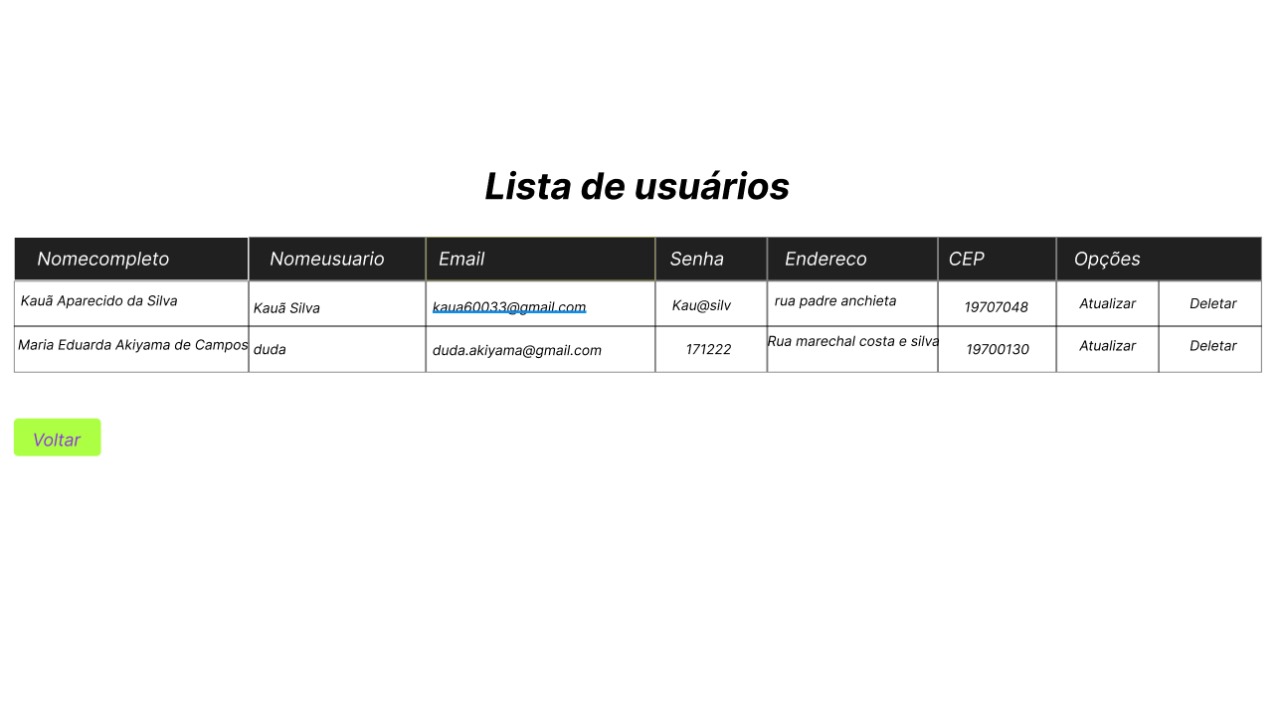 Lista de usuários
Nomecompleto Nomeusuario Email Senha Endereco CEP Opções
Kauã Aparecido da Silva Kauã Silva kaua60033@gmail.com Kau@silv rua padre anchieta 19707048 Atualizar Deletar
Maria Eduarda Akiyama de Campos duda duda.akiyama@gmail.com 171222 Rua marechal costa e silva 19700130 Atualizar Deletar
Voltar